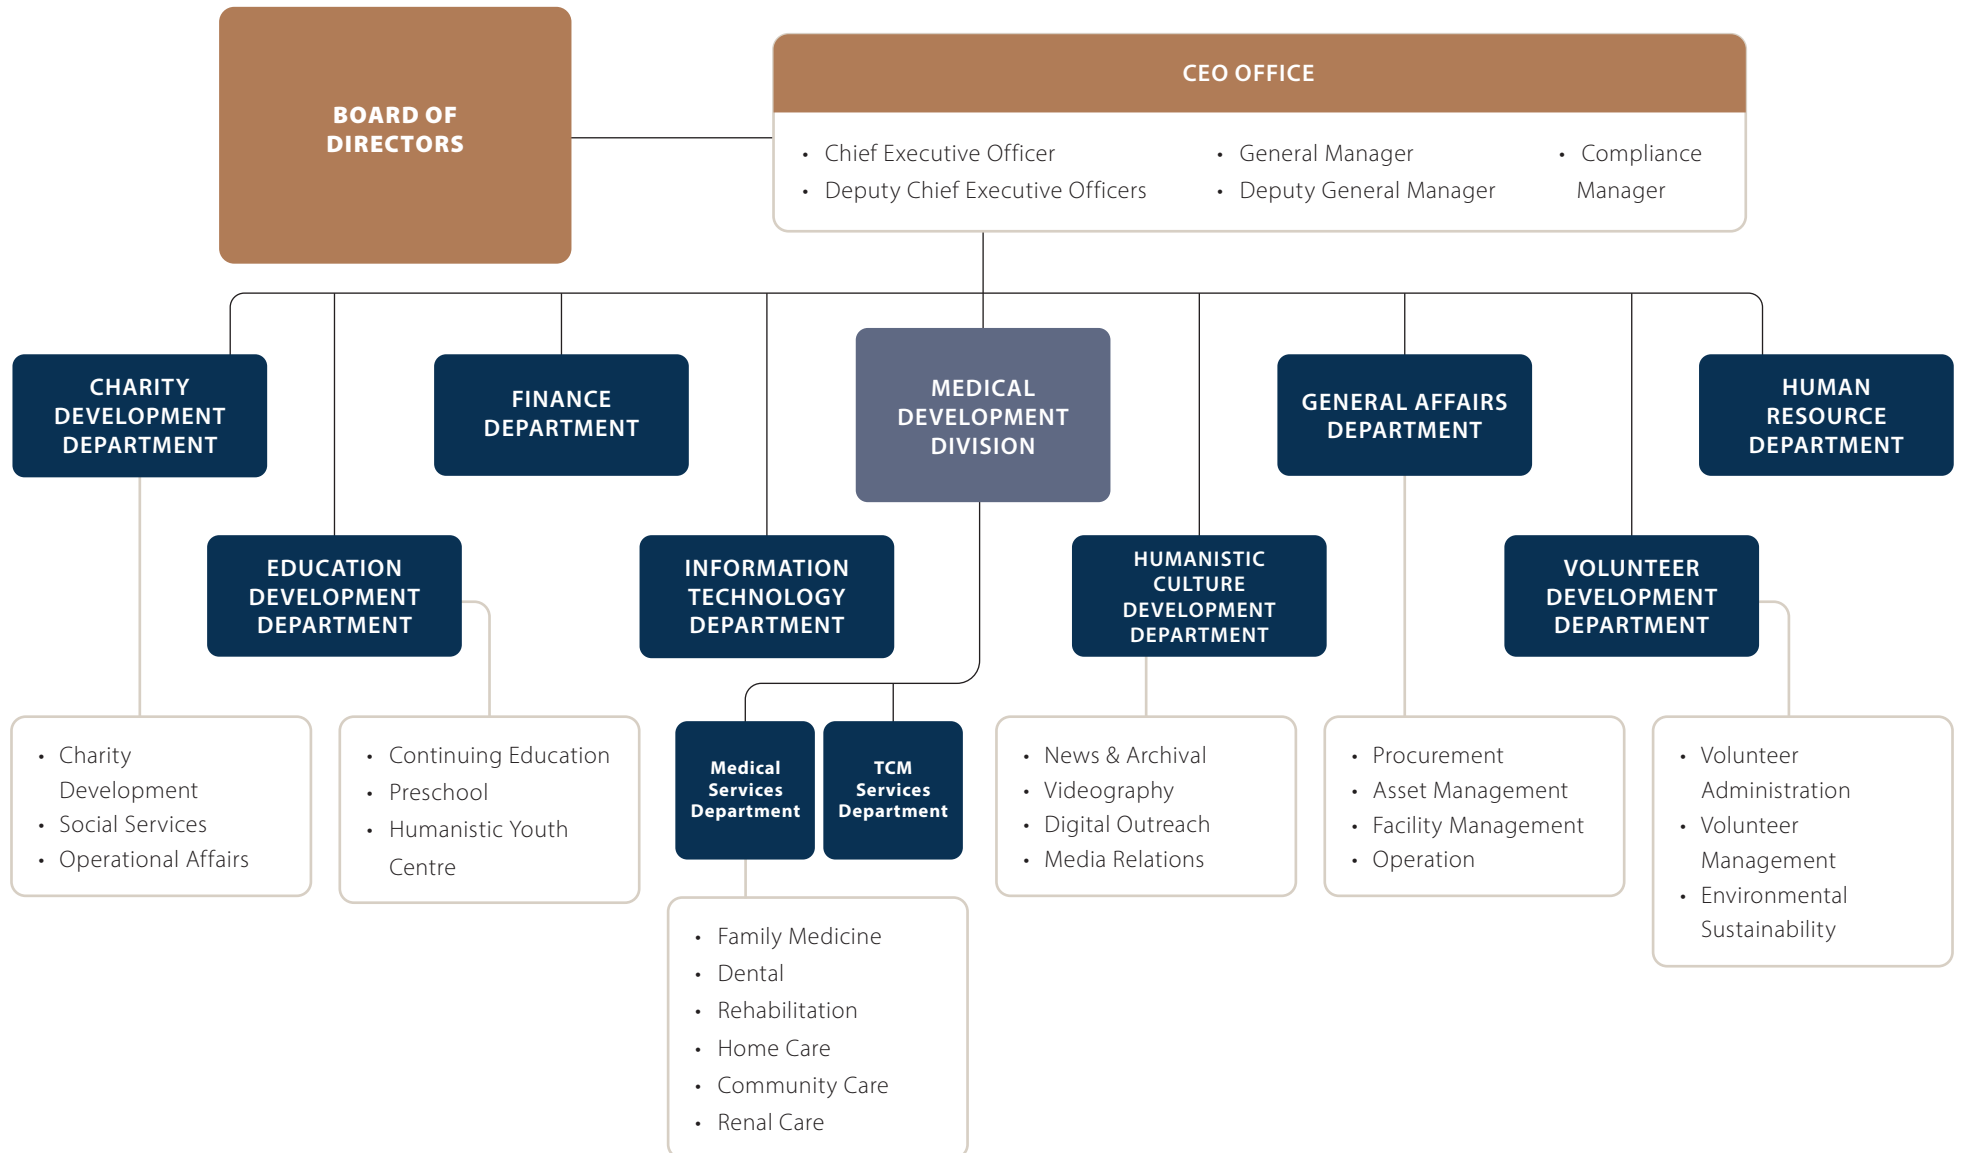 BOARD OF
DIRECTORS
CEO OFFICE
• Chief Executive Officer
• Deputy Chief Executive Officers
• General Manager
• Deputy General Manager
• Compliance
Manager
CHARITY
DEVELOPMENT
DEPARTMENT
FINANCE
DEPARTMENT
MEDICAL
DEVELOPMENT
DIVISION
GENERAL AFFAIRS
DEPARTMENT
HUMAN
RESOURCE
DEPARTMENT
EDUCATION
DEVELOPMENT
DEPARTMENT
INFORMATION
TECHNOLOGY
DEPARTMENT
HUMANISTIC
CULTURE
DEVELOPMENT
DEPARTMENT
VOLUNTEER
DEVELOPMENT
DEPARTMENT
• Charity
Development
• Social Services
• Operational Affairs
• Continuing Education
• Preschool
• Humanistic Youth
Centre
Medical
Services
Department
TCM
Services
Department
• News & Archival
• Videography
• Digital Outreach
• Media Relations
• Procurement
• Asset Management
• Facility Management
• Operation
• Volunteer
Administration
• Volunteer
Management
• Environmental
Sustainability
• Family Medicine
• Dental
• Rehabilitation
• Home Care
• Community Care
• Renal Care